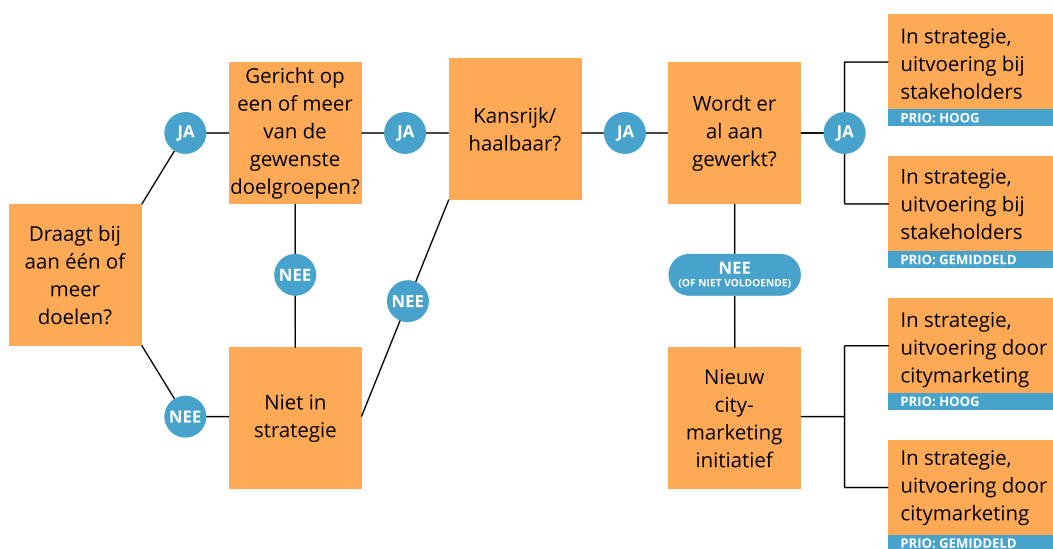 Draagt bij
aan één of
meer
doelen?
JA
NEE
Gericht op
een of meer
van de
gewenste
doelgroepen?
NEE
Niet in
strategie
JA
NEE
Kansrijk/
haalbaar?
JA
Wordt er
al aan
gewerkt?
NEE
(OF NIET VOLDOENDE)
Nieuw
city-
marketing
initiatief
JA
In strategie,
uitvoering bij
stakeholders
PRIO: HOOG
In strategie,
uitvoering bij
stakeholders
PRIO: GEMIDDELD
In strategie,
uitvoering door
citymarketing
PRIO: HOOG
In strategie,
uitvoering door
citymarketing
PRIO: GEMIDDELD